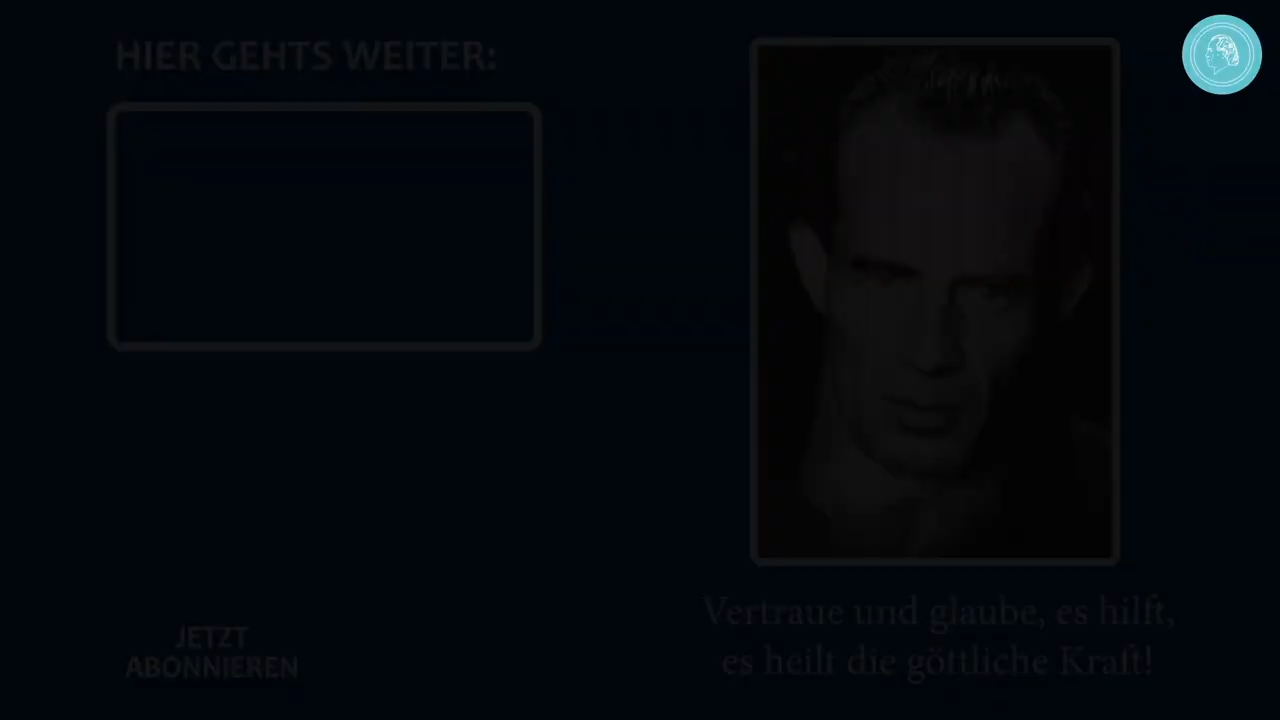 HIER GEHTS WEITER:
JETZT
ABONNIEREN
Vertraue und glaube, es hilft,
es heilt die göttliche Kraft!